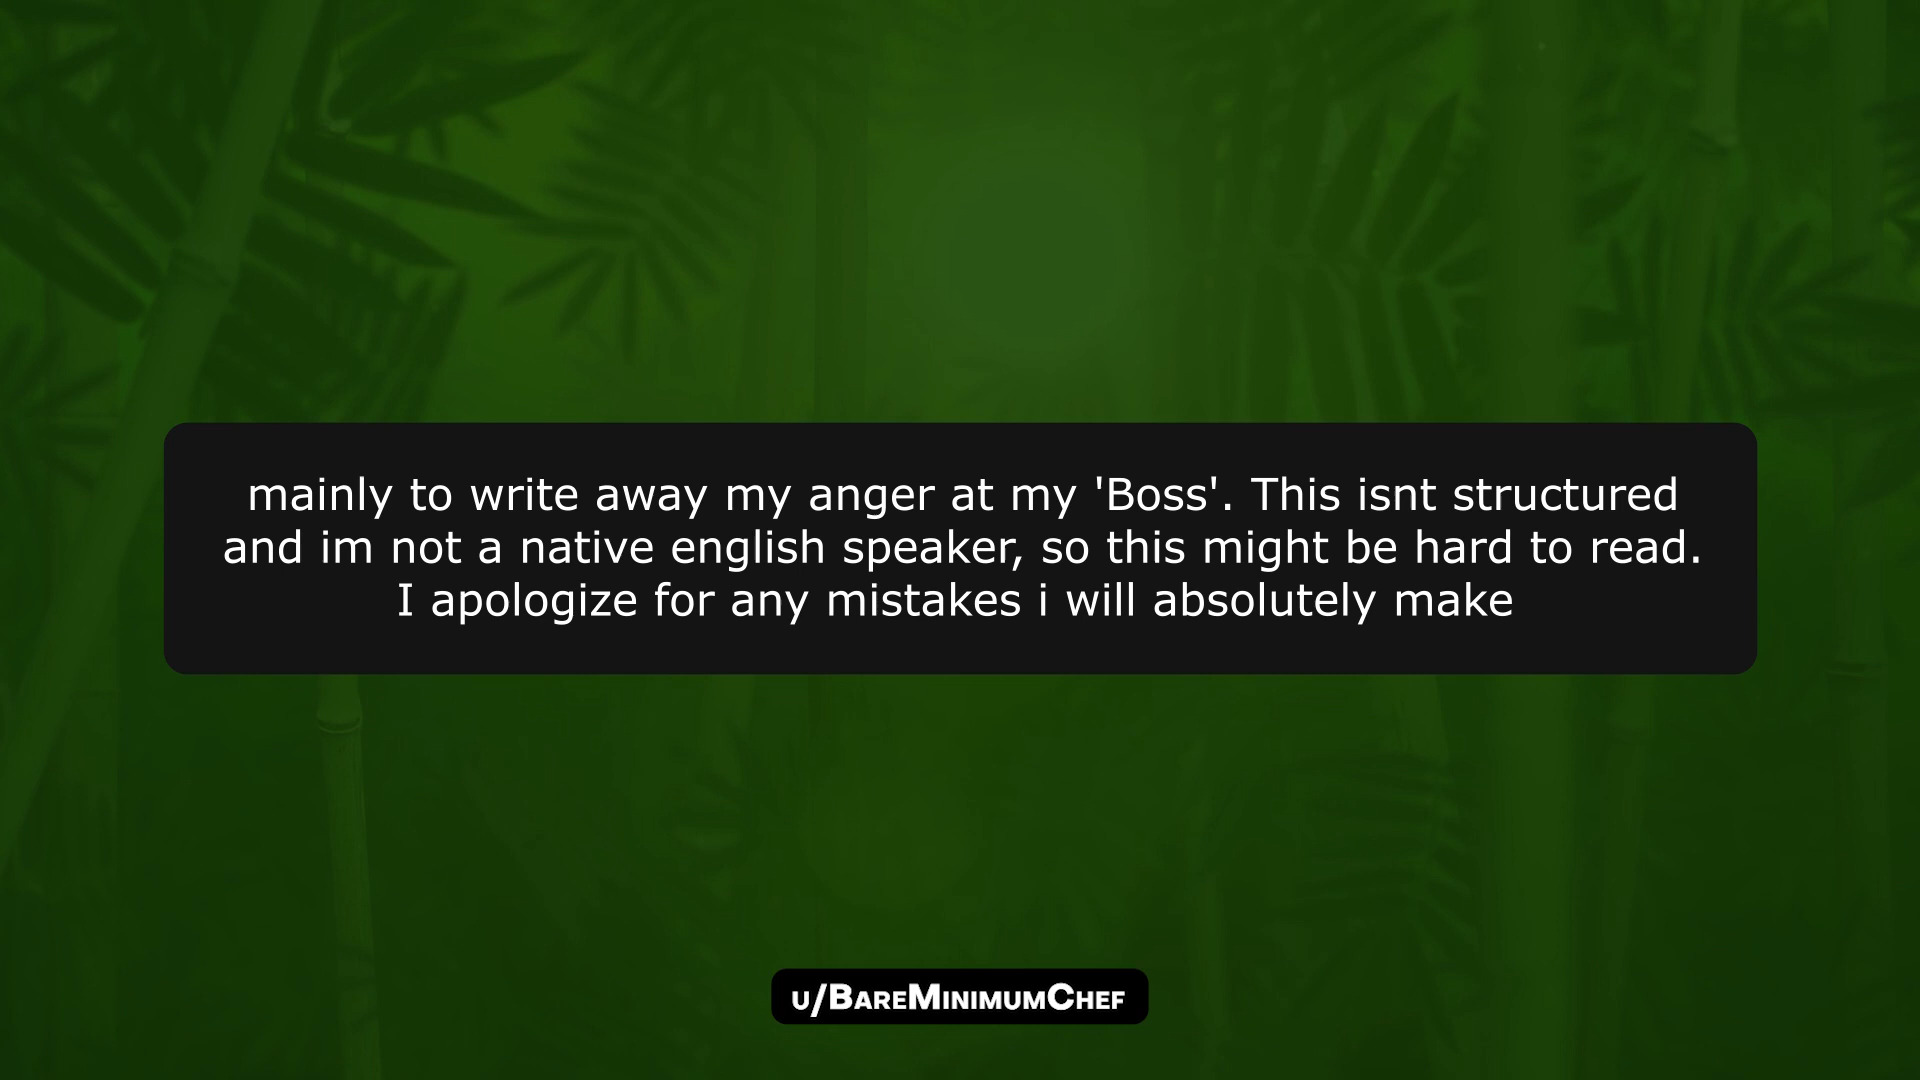 mainly to write away my anger at my 'Boss'. This isnt structured
and im not a native english speaker, so this might be hard to read.
I apologize for any mistakes i will absolutely make
u/BareMinimumChef